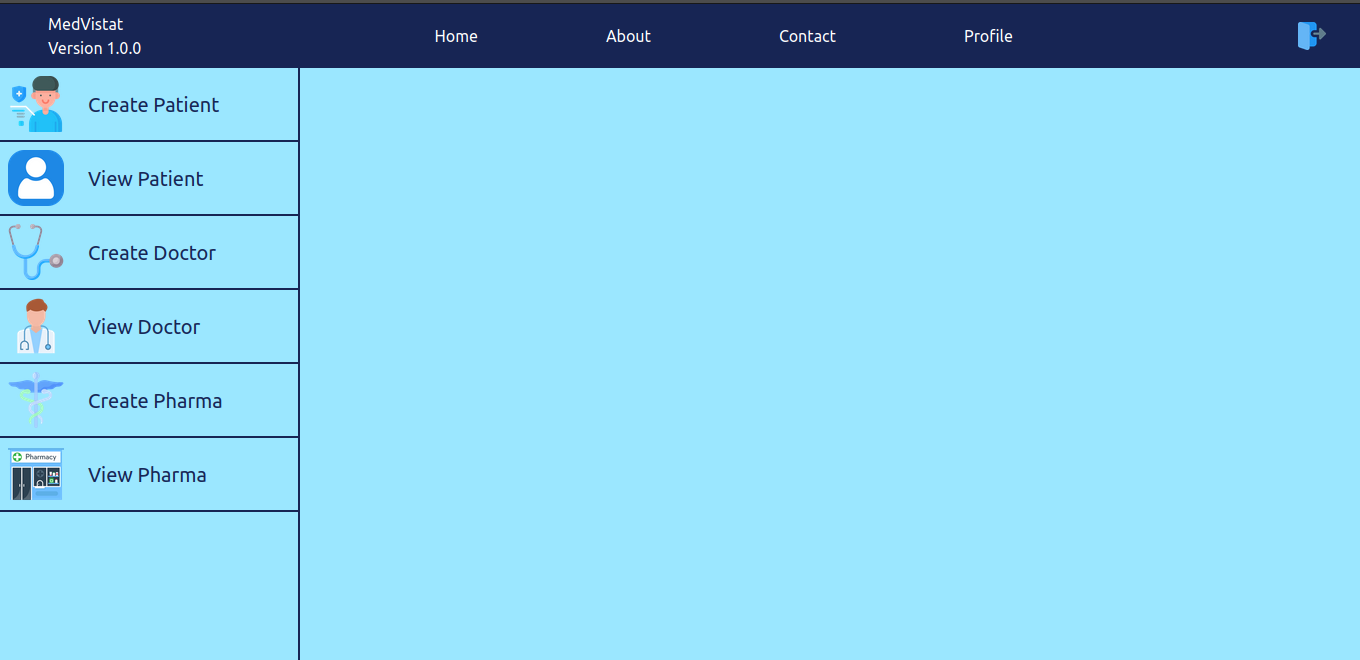 MedVistat
Version 1.0.0
Home
About
Contact
Profile
Create Patient
View Patient
Create Doctor
View Doctor
Create Pharma
Pharmacy
View Pharma